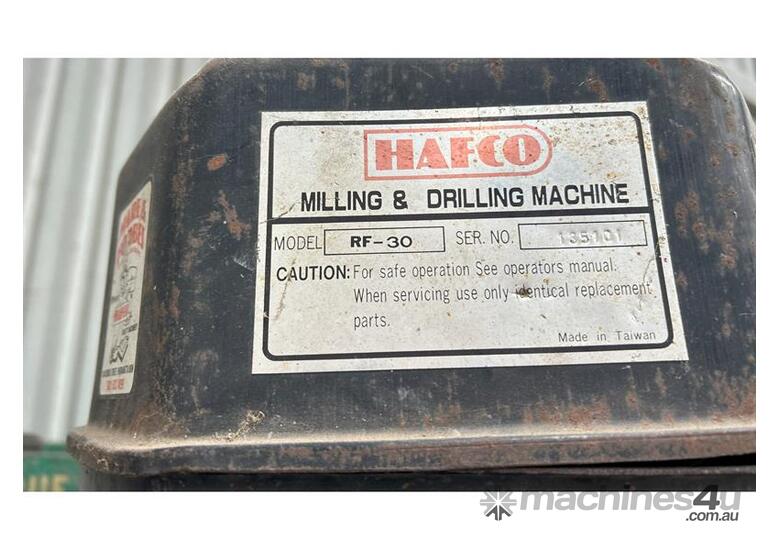 HAFCO
MILLING & DRILLING MACHINE
MODEL RF-30 SER. NO. 135101
CAUTION: For safe operation See operators manual.
When servicing use only identical replacement
parts.
Made in Taiwan
machines4u
.com.au